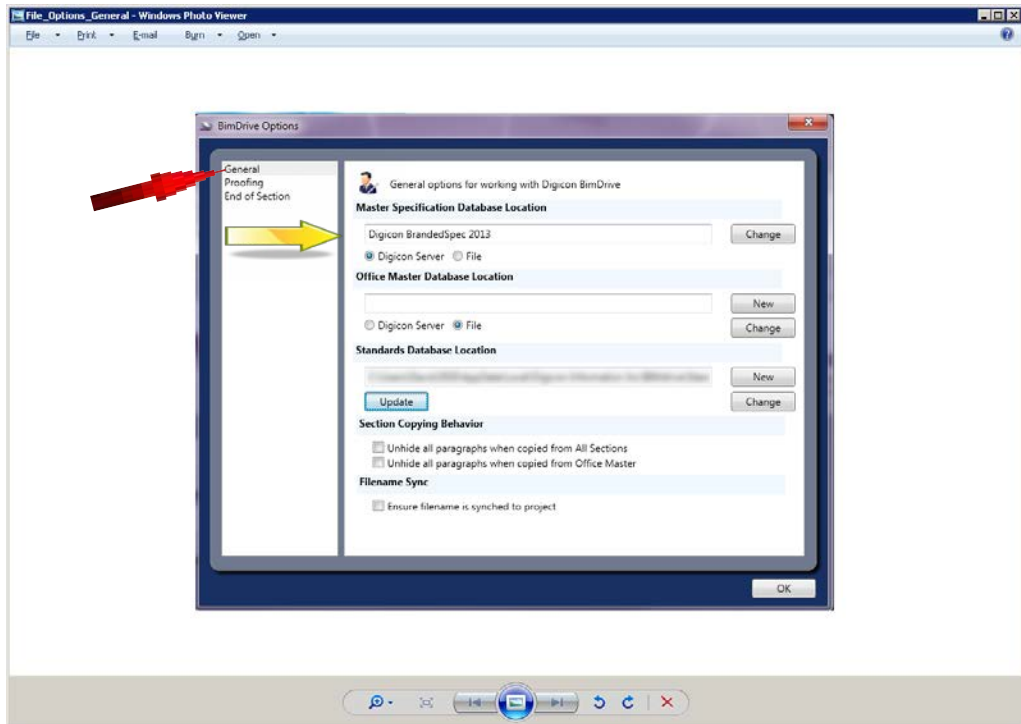 File_Options_General - Windows Photo Viewer
File Print E-mail Burn Open
BimDrive Options
General
Proofing
End of Section
General options for working with Digicon BimDrive
Master Specification Database Location
Digicon BrandedSpec 2013
Change
Digicon Server File
Office Master Database Location
New
Digicon Server File
Change
Standards Database Location
New
Update
Change
Section Copying Behavior
Unhide all paragraphs when copied from All Sections
Unhide all paragraphs when copied from Office Master
Filename Sync
Ensure filename is synched to project
OK